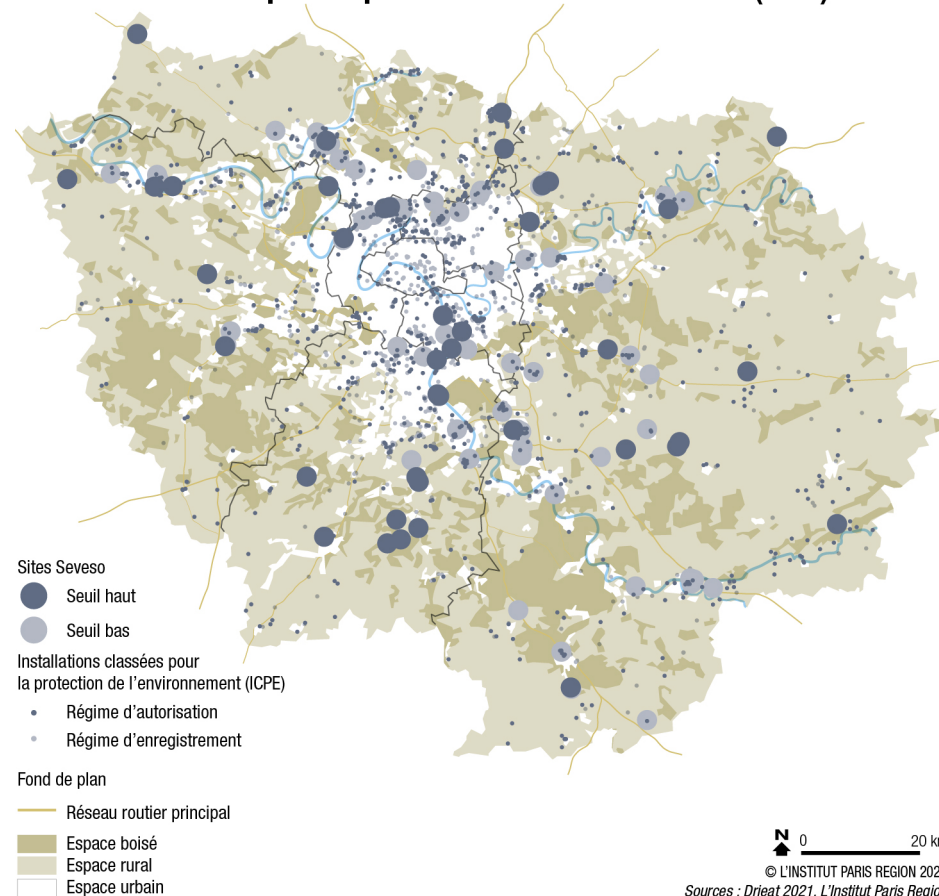 Sites Seveso
Seuil haut
Seuil bas
Installations classées pour
la protection de l'environnement (ICPE)
Régime d'autorisation
Régime d'enregistrement
Fond de plan
Réseau routier principal
Espace boisé
Espace rural
Espace urbain
N
0 20
© L'INSTITUT PARIS REGION
Sources : Drieat 2021, L'Institut Paris